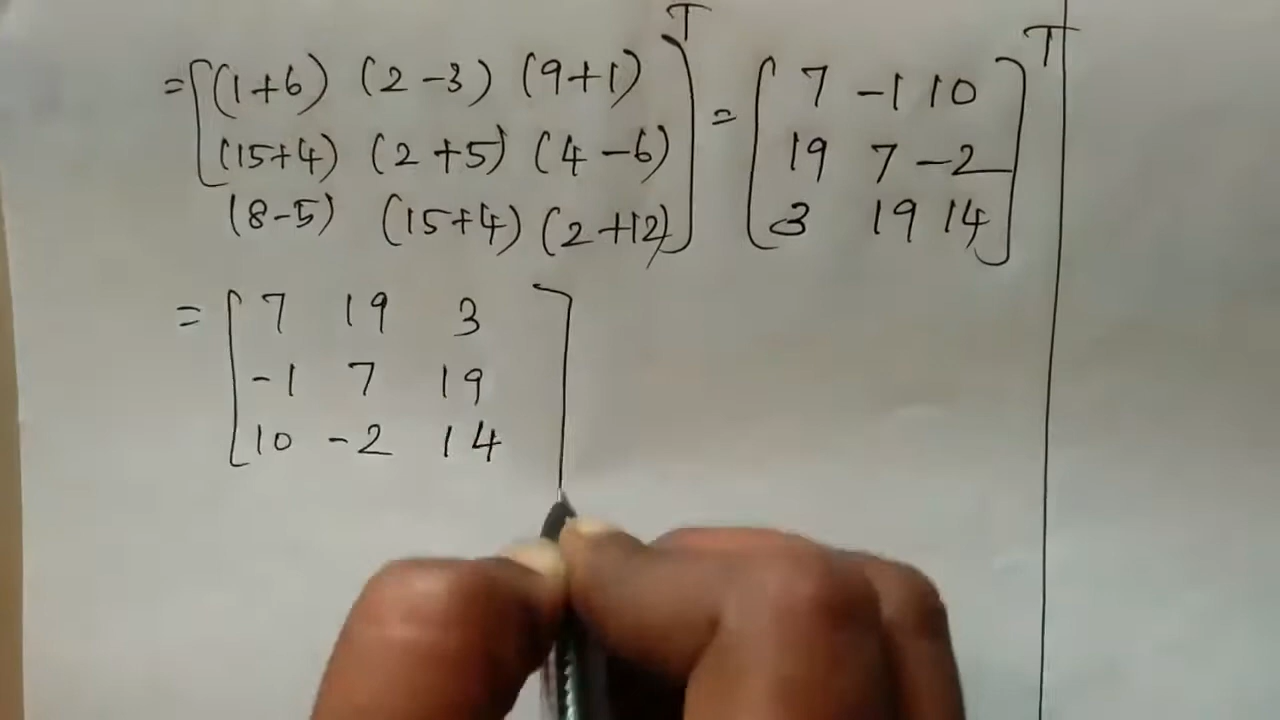 = [(1+6) (2-3) (9+1)]ᵀ = [7 -1 10]ᵀ
(15+4) (2+5) (4-6) 19 7 -2
(8-5) (15+4) (2+12) 3 19 14
= [7 19 3]
-1 7 19
10 -2 14